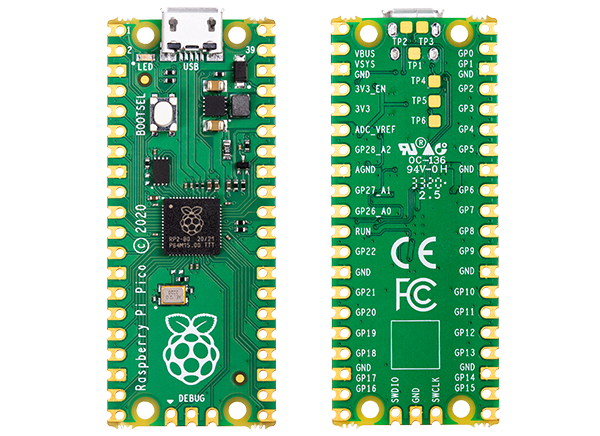 1
2
39
LED
USB
BOOTSEL
RP2-B0 20/21
P64M15.00 TTT
Raspberry Pi Pico © 2020
DEBUG
TP2
TP3
TP1
TP4
TP5
TP6
VBUS
VSYS
GND
3V3_EN
3V3
ADC_VREF
GP28_A2
AGND
GP27_A1
GP26_A0
RUN
GP22
GND
GP21
GP20
GP19
GP18
GND
GP17
GP16
OC-136
94V-0H
3320
2.5
CE
FC
GP0
GP1
GND
GP2
GP3
GP4
GP5
GND
GP6
GP7
GP8
GP9
GND
GP10
GP11
GP12
GP13
GND
GP14
GP15
SWDIO
GND
SWCLK